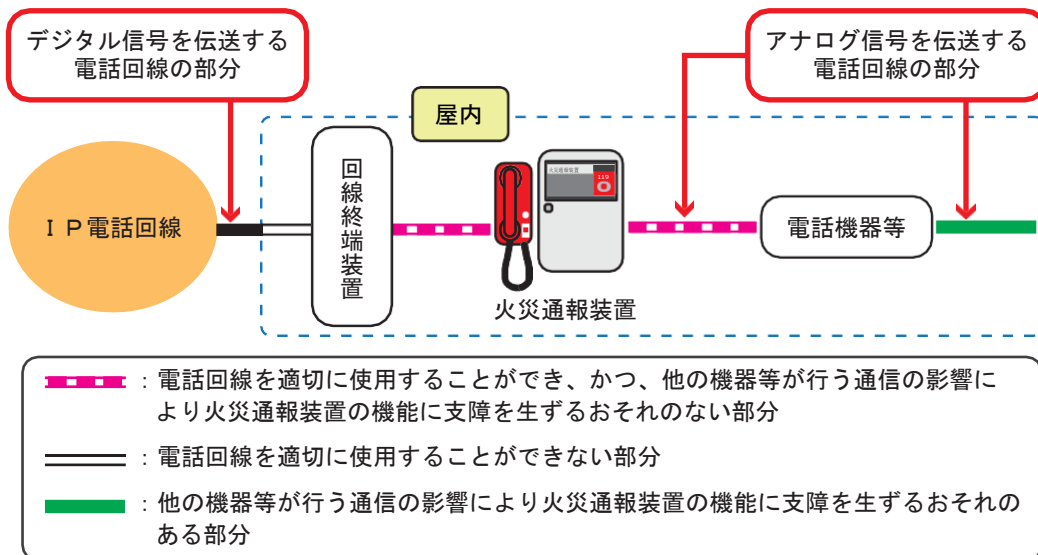 デジタル信号を伝送する
電話回線の部分
アナログ信号を伝送する
電話回線の部分
屋内
IP電話回線
回線終端装置
火災通報装置
119
電話機器等
火災通報装置
:電話回線を適切に使用することができ、かつ、他の機器等が行う通信の影響に
より火災通報装置の機能に支障を生ずるおそれのない部分
:電話回線を適切に使用することができない部分
:他の機器等が行う通信の影響により火災通報装置の機能に支障を生ずるおそれの
ある部分